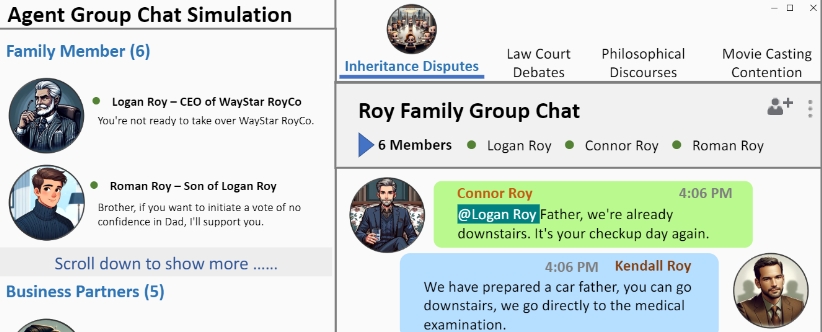 Agent Group Chat Simulation
Family Member (6)
Logan Roy – CEO of WayStar RoyCo
You're not ready to take over WayStar RoyCo.
Roman Roy – Son of Logan Roy
Brother, if you want to initiate a vote of no
confidence in Dad, I'll support you.
Scroll down to show more ......
Business Partners (5)
Inheritance Disputes
Law Court
Debates
Philosophical
Discourses
Movie Casting
Contention
Roy Family Group Chat
6 Members
Logan Roy
Connor Roy
Roman Roy
Connor Roy 4:06 PM
@Logan Roy Father, we're already
downstairs. It's your checkup day again.
4:06 PM Kendall Roy
We have prepared a car father, you can go
downstairs, we go directly to the medical
examination.